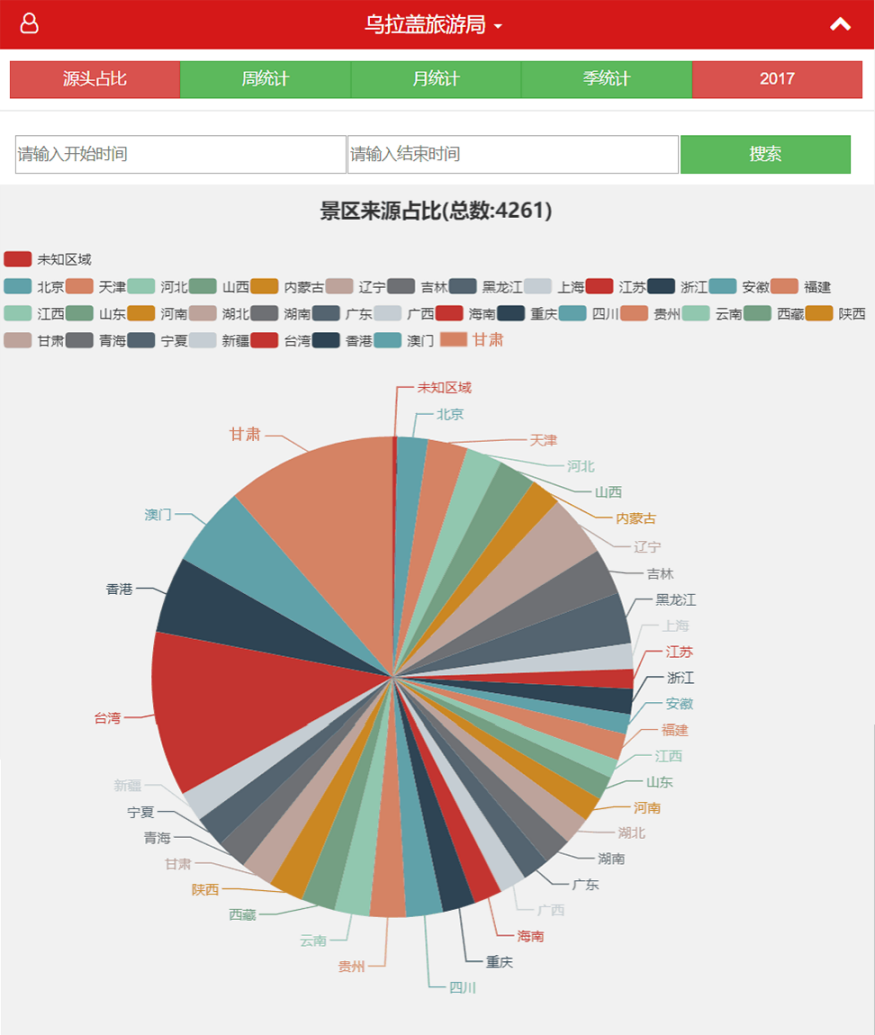 乌拉盖旅游局
源头占比 周统计 月统计 季统计 2017
请输入开始时间 请输入结束时间 搜索
景区来源占比(总数:4261)
未知区域
北京 天津 河北 山西 内蒙古 辽宁 吉林 黑龙江 上海 江苏 浙江 安徽 福建
江西 山东 河南 湖北 湖南 广东 广西 海南 重庆 四川 贵州 云南 西藏 陕西
甘肃 青海 宁夏 新疆 台湾 香港 澳门 甘肃
未知区域
北京
甘肃 天津
河北
山西
澳门 内蒙古
辽宁
吉林
香港 黑龙江
上海
江苏
浙江
安徽
台湾 福建
江西
山东
新疆
宁夏 河南
青海 湖北
甘肃 湖南
陕西 广东
西藏 广西
云南 海南
贵州 重庆
四川